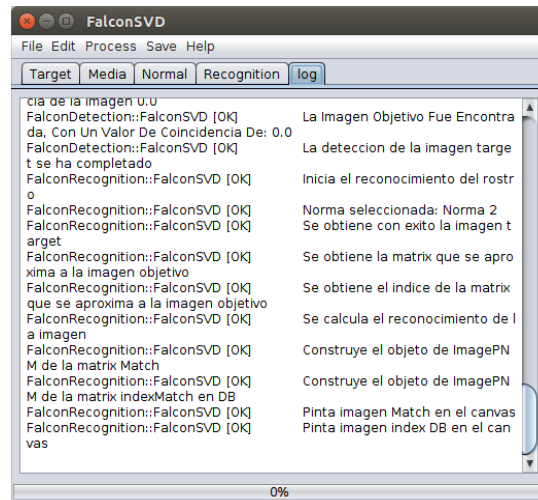 FalconSVD
File Edit Process Save Help
Target Media Normal Recognition log
cia de la imagen 0.0
FalconDetection::FalconSVD [OK] La Imagen Objetivo Fue Encontra
da, Con Un Valor De Coincidencia De: 0.0
FalconDetection::FalconSVD [OK] La deteccion de la imagen targe
t se ha completado
FalconRecognition::FalconSVD [OK] Inicia el reconocimiento del rostr
o
FalconRecognition::FalconSVD [OK] Norma seleccionada: Norma 2
FalconRecognition::FalconSVD [OK] Se obtiene con exito la imagen t
arget
FalconRecognition::FalconSVD [OK] Se obtiene la matrix que se apro
xima a la imagen objetivo
FalconRecognition::FalconSVD [OK] Se obtiene el indice de la matrix
que se aproxima a la imagen objetivo
FalconRecognition::FalconSVD [OK] Se calcula el reconocimiento de l
a imagen
FalconRecognition::FalconSVD [OK] Construye el objeto de ImagePN
M de la matrix Match
FalconRecognition::FalconSVD [OK] Construye el objeto de ImagePN
M de la matrix indexMatch en DB
FalconRecognition::FalconSVD [OK] Pinta imagen Match en el canvas
FalconRecognition::FalconSVD [OK] Pinta imagen index DB en el can
vas
0%